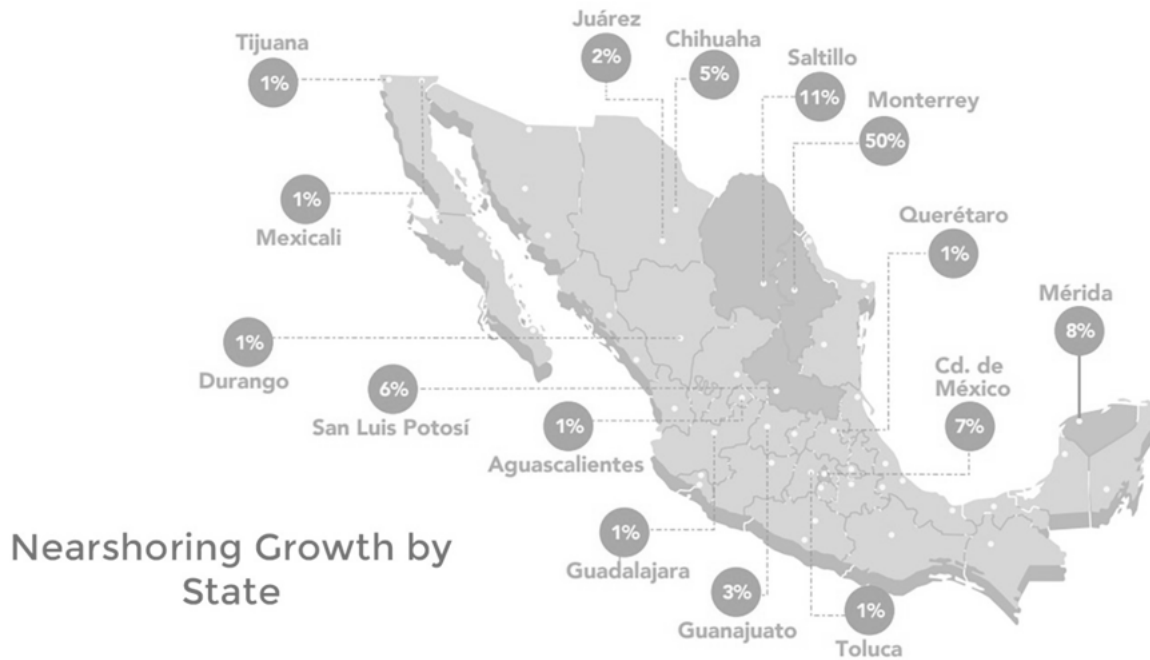 Juárez
2%
Chihuaha
5%
Tijuana
1%
Saltillo
11%
Monterrey
50%
Mexicali
1%
Querétaro
1%
Mérida
8%
Durango
1%
San Luis Potosí
6%
Cd. de
México
7%
Aguascalientes
1%
Guadalajara
1%
Nearshoring Growth by
State
Guanajuato
3%
Toluca
1%